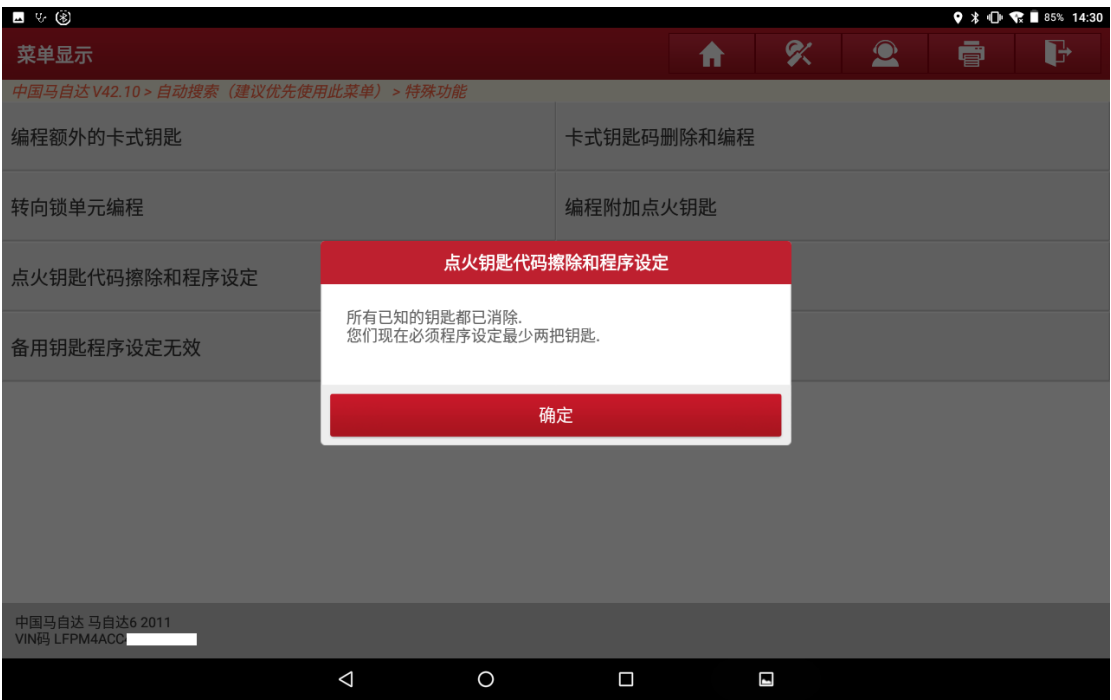 85% 14:30
菜单显示
中国马自达 V42.10 > 自动搜索（建议优先使用此菜单） > 特殊功能
编程额外的卡式钥匙
卡式钥匙码删除和编程
转向锁单元编程
编程附加点火钥匙
点火钥匙代码擦除和程序设定
备用钥匙程序设定无效
点火钥匙代码擦除和程序设定
所有已知的钥匙都已消除.
您们现在必须程序设定最少两把钥匙.
确定
中国马自达 马自达6 2011
VIN码 LFPM4ACC